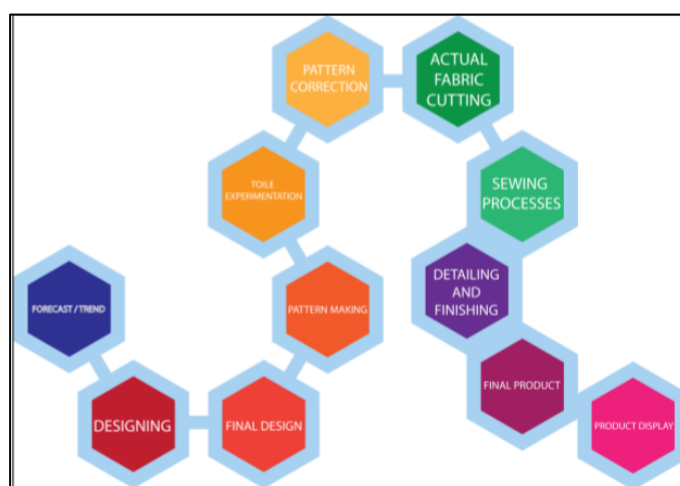 FORECAST / TREND
DESIGNING
FINAL DESIGN
PATTERN MAKING
TOILE
EXPERIMENTATION
PATTERN
CORRECTION
ACTUAL
FABRIC
CUTTING
SEWING
PROCESSES
DETAILING
AND
FINISHING
FINAL PRODUCT
PRODUCT DISPLAY